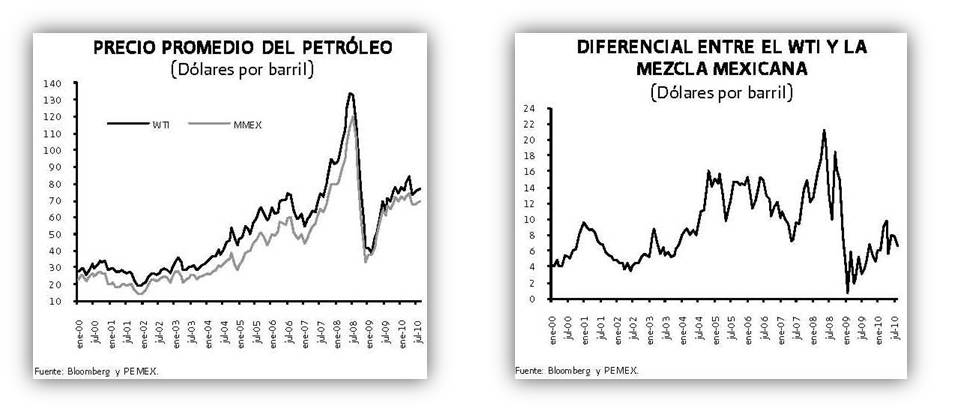 PRECIO PROMEDIO DEL PETRÓLEO
(Dólares por barril)
140
130
120
110
100
90
80
70
60
50
40
30
20
10
WTI
MMEX
ene-00
jul-00
ene-01
jul-01
ene-02
jul-02
ene-03
jul-03
ene-04
jul-04
ene-05
jul-05
ene-06
jul-06
ene-07
jul-07
ene-08
jul-08
ene-09
jul-09
ene-10
jul-10
Fuente: Bloomberg y PEMEX.
DIFERENCIAL ENTRE EL WTI Y LA
MEZCLA MEXICANA
(Dólares por barril)
24
22
20
18
16
14
12
10
8
6
4
2
0
ene-00
jul-00
ene-01
jul-01
ene-02
jul-02
ene-03
jul-03
ene-04
jul-04
ene-05
jul-05
ene-06
jul-06
ene-07
jul-07
ene-08
jul-08
ene-09
jul-09
ene-10
jul-10
Fuente: Bloomberg y PEMEX.